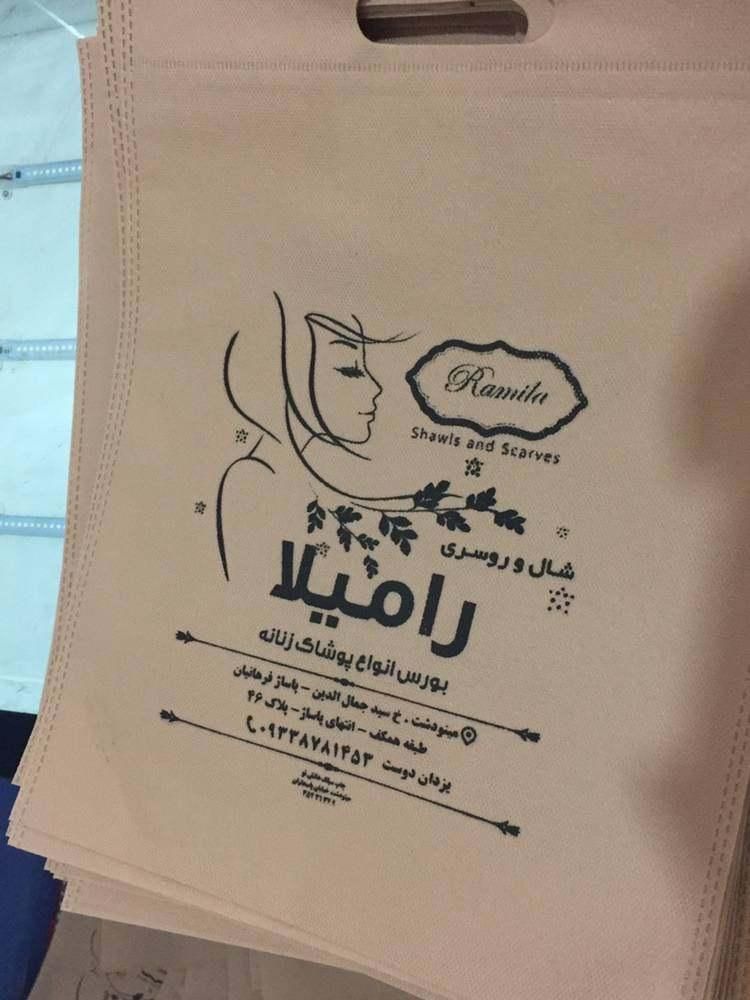 Ramila
Shawls and Scarves
شال و روسری
رامیلا
بورس انواع پوشاک زنانه
مینودشت . خ سید جمال الدین - پاساژ فرهانیان
طبقه همکف - انتهای پاساژ - پلاک ۴۶
یزدان دوست ۰۹۳۳۸۷۸۱۴۵۳